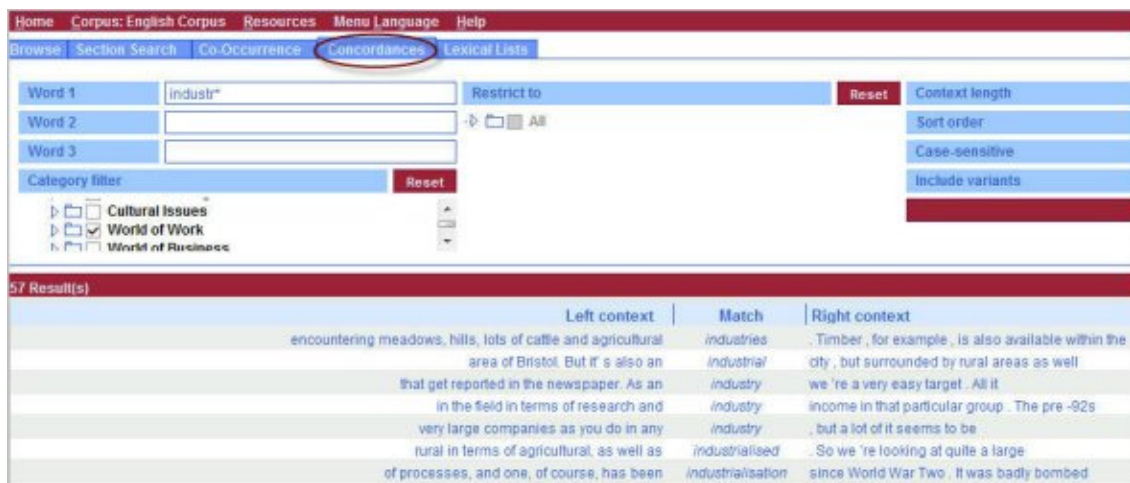 Home Corpus: English Corpus Resources Menu Language Help
Browse Section Search Co-Occurrence Concordances Lexical Lists
Word 1 industr* Restrict to Reset Context length
Word 2 All Sort order
Word 3 Case-sensitive
Category filter Reset Include variants
Cultural Issues
World of Work
World of Business
57 Result(s)
Left context Match Right context
encountering meadows, hills, lots of cattle and agricultural industries . Timber , for example , is also available within the
area of Bristol. But it' s also an industrial city , but surrounded by rural areas as well
that get reported in the newspaper. As an industry we 're a very easy target . All it
in the field in terms of research and industry income in that particular group . The pre -92s
very large companies as you do in any industry , but a lot of it seems to be
rural in terms of agricultural, as well as industrialised . So we 're looking at quite a large
of processes, and one, of course, has been industrialisation since World War Two . It was badly bombed